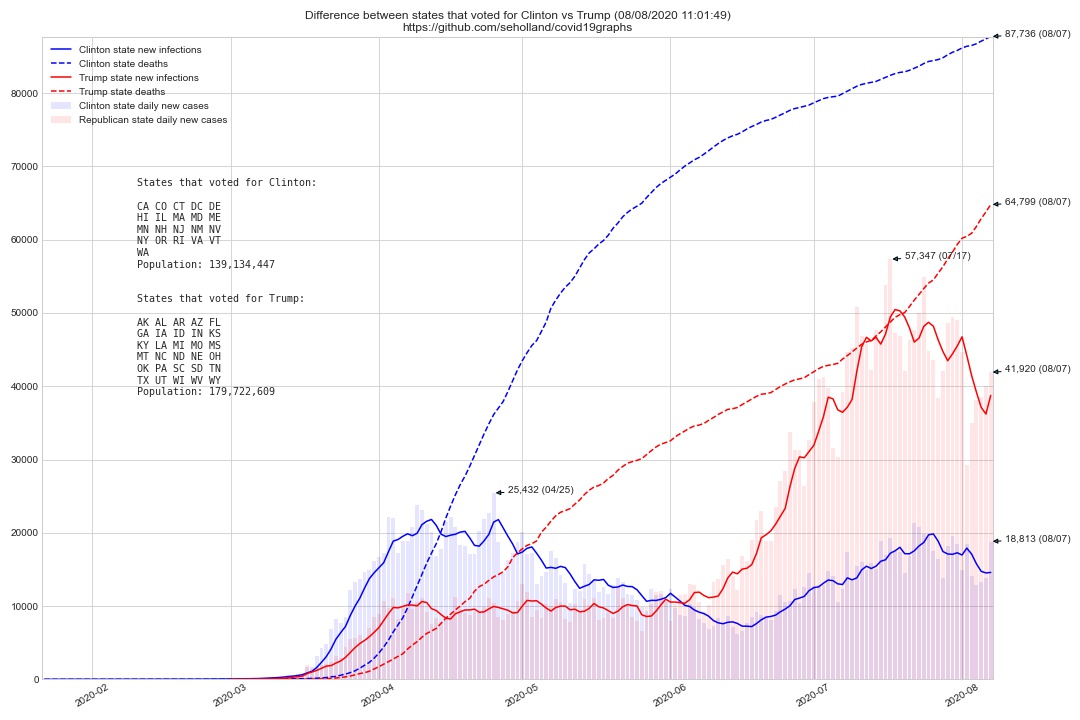 Difference between states that voted for Clinton vs Trump (08/08/2020 11:01:49)
https://github.com/seholland/covid19graphs
Clinton state new infections
Clinton state deaths
Trump state new infections
Trump state deaths
Clinton state daily new cases
Republican state daily new cases
States that voted for Clinton:
CA CO CT DC DE
HI IL MA MD ME
MN NH NJ NM NV
NY OR RI VA VT
WA
Population: 139,134,447
States that voted for Trump:
AK AL AR AZ FL
GA IA ID IN KS
KY LA MI MO MS
MT NC ND NE OH
OK PA SC SD TN
TX UT WI WV WY
Population: 179,722,609
87,736 (08/07)
64,799 (08/07)
57,347 (07/17)
41,920 (08/07)
25,432 (04/25)
18,813 (08/07)
80000
70000
60000
50000
40000
30000
20000
10000
0
2020-02
2020-03
2020-04
2020-05
2020-06
2020-07
2020-08